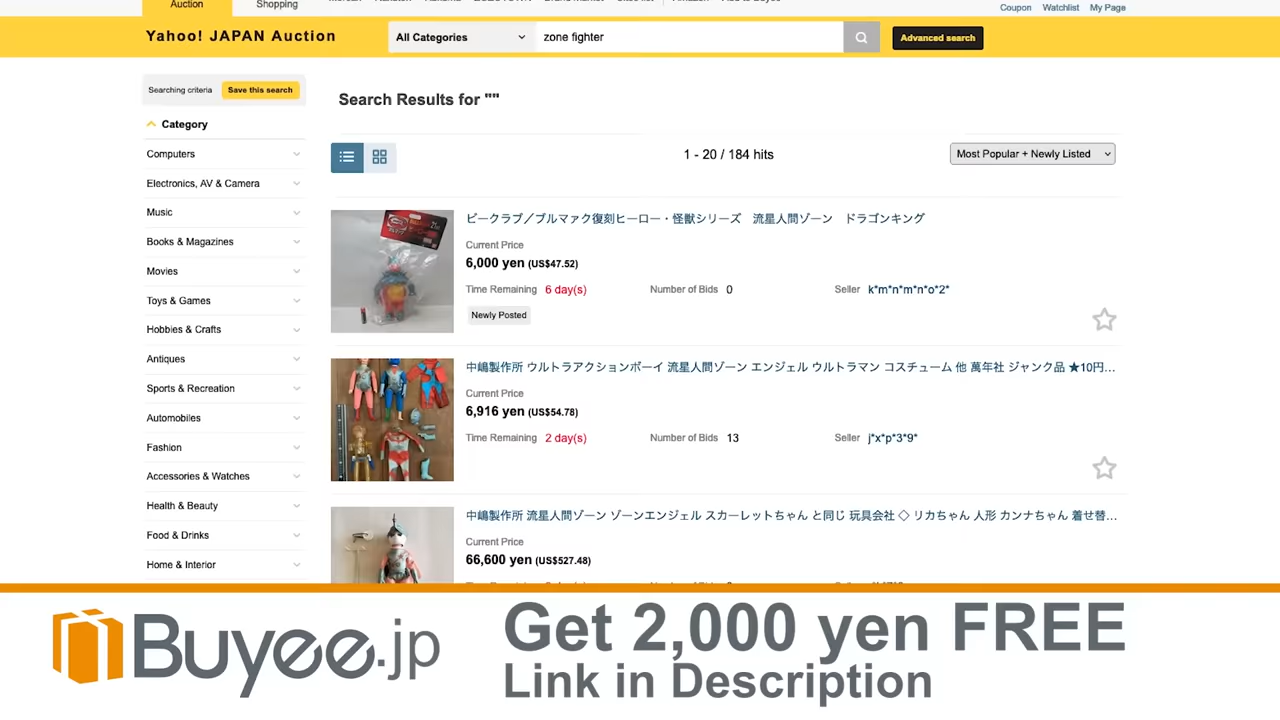 Auction
Shopping
Coupon
Watchlist
My Page
Yahoo! JAPAN Auction
All Categories
zone fighter
Advanced search
Searching criteria
Save this search
Search Results for ""
Category
1 - 20 / 184 hits
Most Popular + Newly Listed
Computers
Electronics, AV & Camera
Music
Books & Magazines
Movies
Toys & Games
Hobbies & Crafts
Antiques
Sports & Recreation
Automobiles
Fashion
Accessories & Watches
Health & Beauty
Food & Drinks
Home & Interior
ビークラブ／ブルマァク復刻ヒーロー・怪獣シリーズ　流星人間ゾーン　ドラゴンキング
Current Price
6,000 yen (US$47.52)
Time Remaining 6 day(s) Number of Bids 0 Seller k*m*n*m*n*o*2*
Newly Posted
中嶋製作所 ウルトラアクションボーイ 流星人間ゾーン エンジェル ウルトラマン コスチューム 他 萬年社 ジャンク品 ★10円…
Current Price
6,916 yen (US$54.78)
Time Remaining 2 day(s) Number of Bids 13 Seller j*x*p*3*9*
中嶋製作所 流星人間ゾーン ゾーンエンジェル スカーレットちゃん と同じ 玩具会社 ◇ リカちゃん 人形 カンナちゃん 着せ替…
Current Price
66,600 yen (US$527.48)
Buyee.jp
Get 2,000 yen FREE
Link in Description